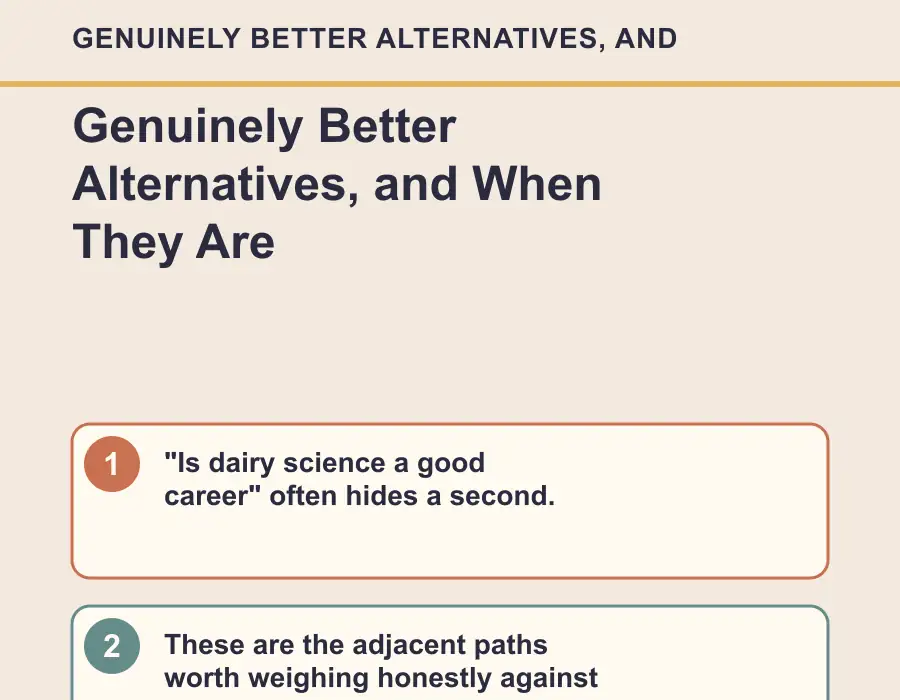 GENUINELY BETTER ALTERNATIVES, AND
Genuinely Better
Alternatives, and When
They Are
1
"Is dairy science a good
career" often hides a second.
2
These are the adjacent paths
worth weighing honestly against